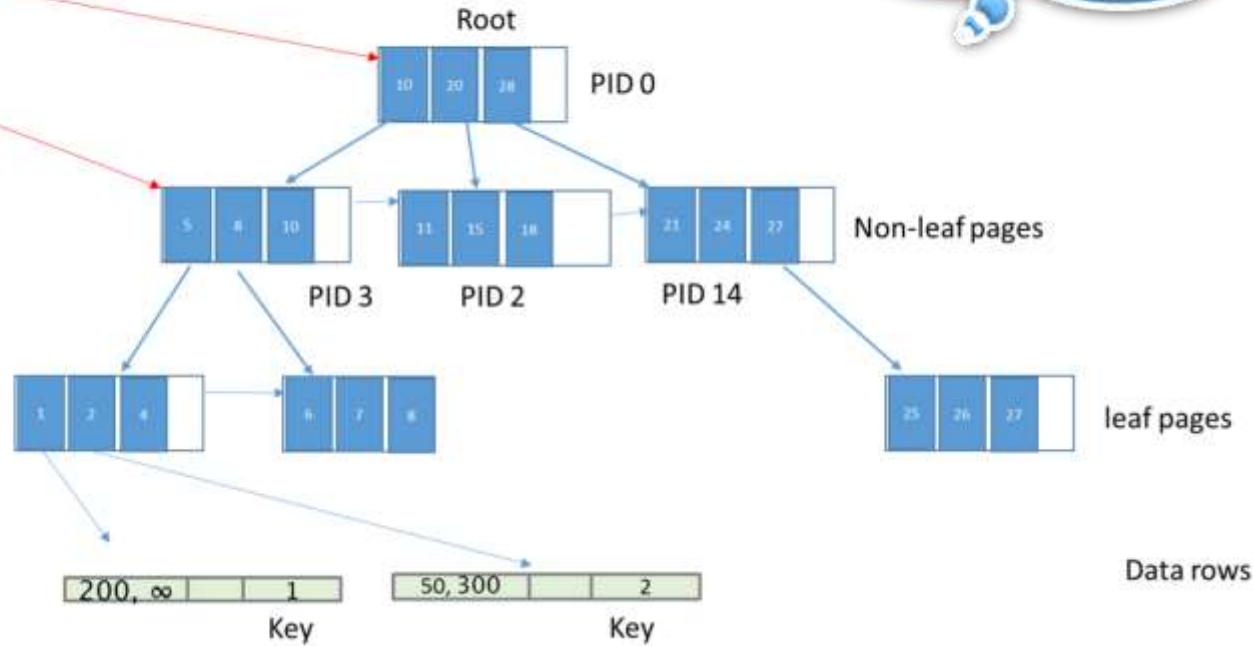 Root
10 20 28
PID 0
5 8 10
11 15 18
21 24 27
Non-leaf pages
PID 3
PID 2
PID 14
1 2 4
6 7 8
25 26 27
leaf pages
200, ∞ 1
50, 300 2
Data rows
Key
Key